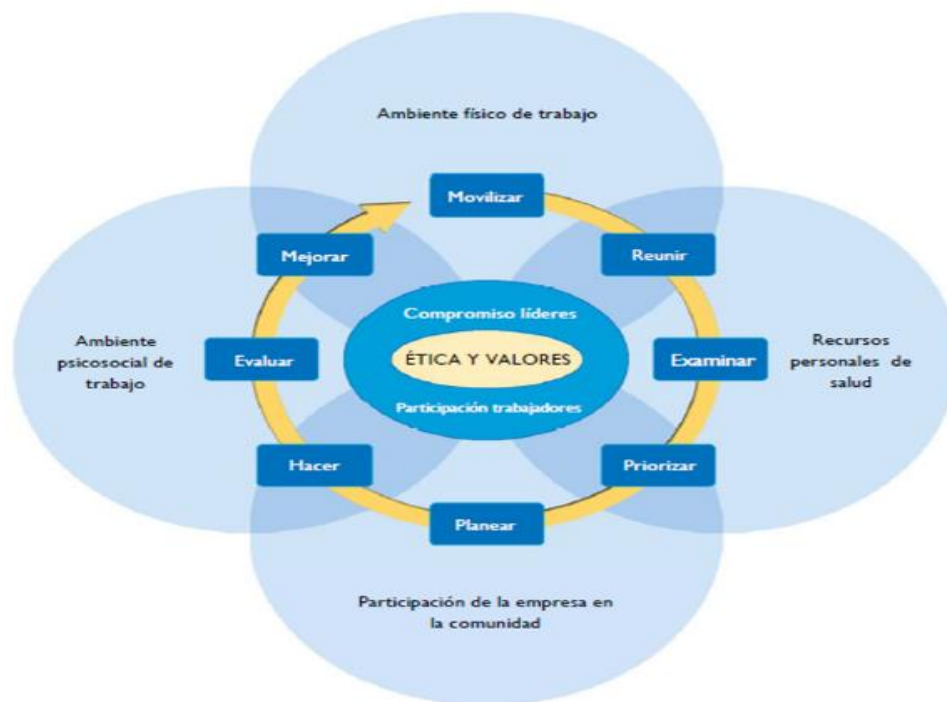 Ambiente físico de trabajo
Movilizar
Mejorar
Reunir
Compromiso líderes
Ambiente
psicosocial de
trabajo
Evaluar
ÉTICA Y VALORES
Examinar
Recursos
personales de
salud
Participación trabajadores
Hacer
Priorizar
Planear
Participación de la empresa en
la comunidad